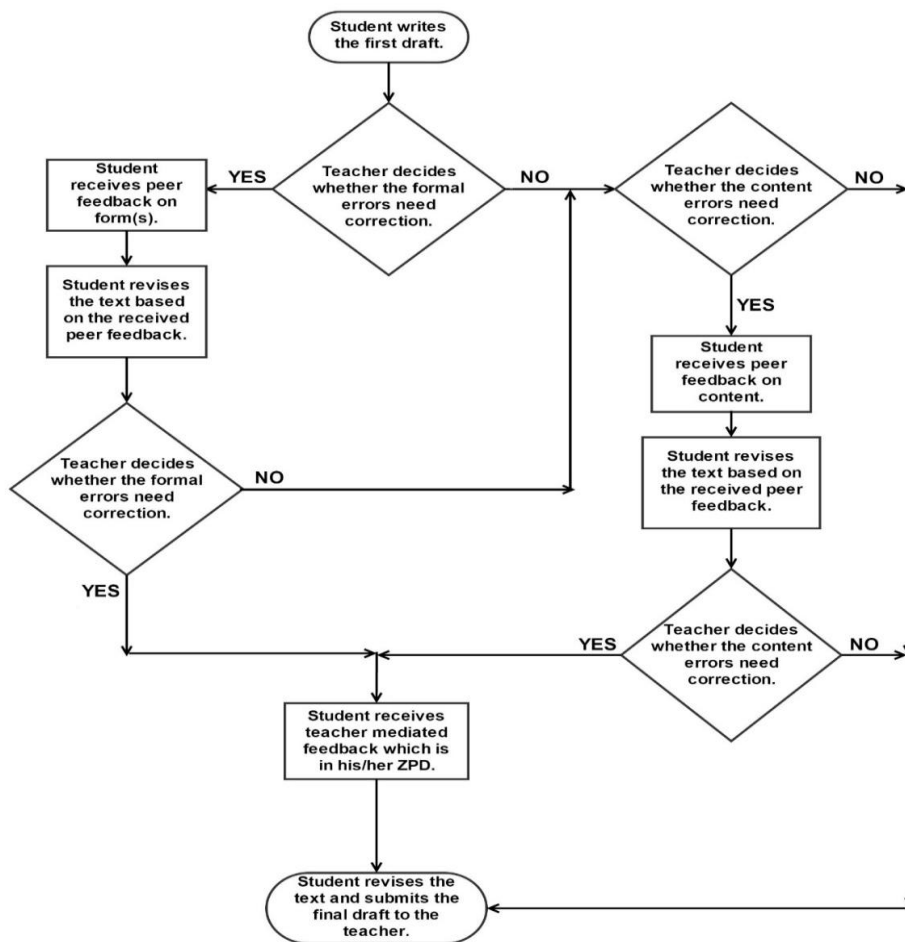 Student writes
the first draft.
Teacher decides
whether the formal
errors need
correction.
YES
NO
Student
receives peer
feedback on
form(s).
Student revises
the text based
on the received
peer feedback.
Teacher decides
whether the formal
errors need
correction.
NO
YES
Teacher decides
whether the content
errors need
correction.
NO
YES
Student
receives peer
feedback on
content.
Student revises
the text based on
the received peer
feedback.
Teacher decides
whether the content
errors need
correction.
YES
NO
Student receives
teacher mediated
feedback which is
in his/her ZPD.
Student revises the
text and submits the
final draft to the
teacher.